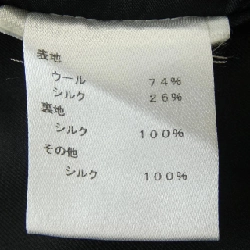 表地
ウール 74%
シルク 26%
裏地
シルク 100%
その他
シルク 100%